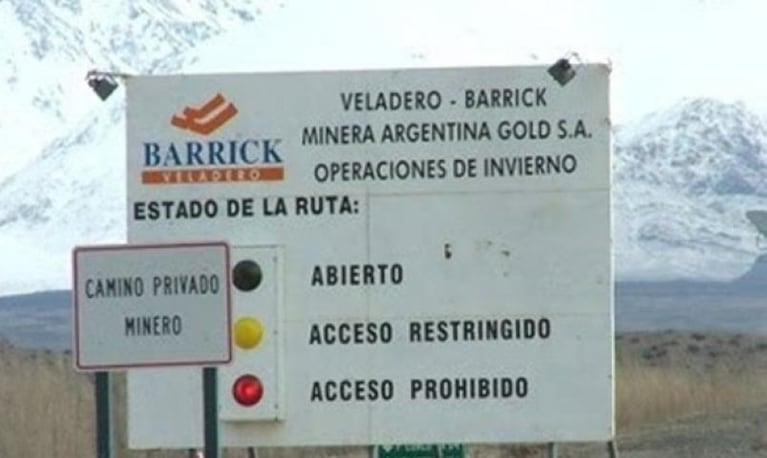 BARRICK
VELADERO
VELADERO - BARRICK
MINERA ARGENTINA GOLD S.A.
OPERACIONES DE INVIERNO
ESTADO DE LA RUTA:
ABIERTO
ACCESO RESTRINGIDO
ACCESO PROHIBIDO
CAMINO PRIVADO
MINERO